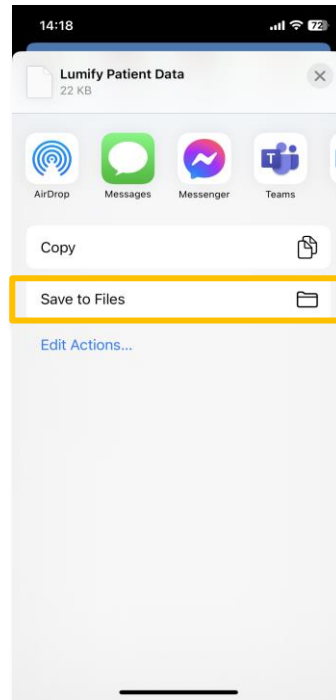 14:18
72
Lumify Patient Data
22 KB
AirDrop
Messages
Messenger
Teams
Copy
Save to Files
Edit Actions...